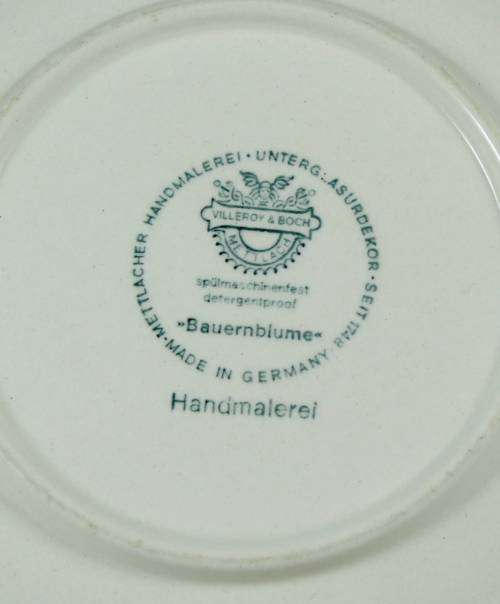 METTLACHER HANDMALEREI · UNTERGLASURDEKOR · SEIT 1748 · MADE IN GERMANY ·
VILLEROY & BOCH
METTLACH
spülmaschinenfest
detergentproof
»Bauernblume«
Handmalerei